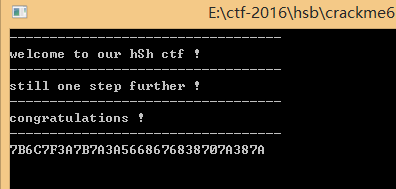 E:\ctf-2016\hsb\crackme6
----------------------------------
welcome to our hSh ctf !
----------------------------------
still one step further !
----------------------------------
congratulations !
----------------------------------
7B6C7F3A7B7A3A5668676838707A387A